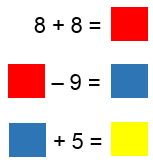 8 + 8 =
– 9 =
+ 5 =